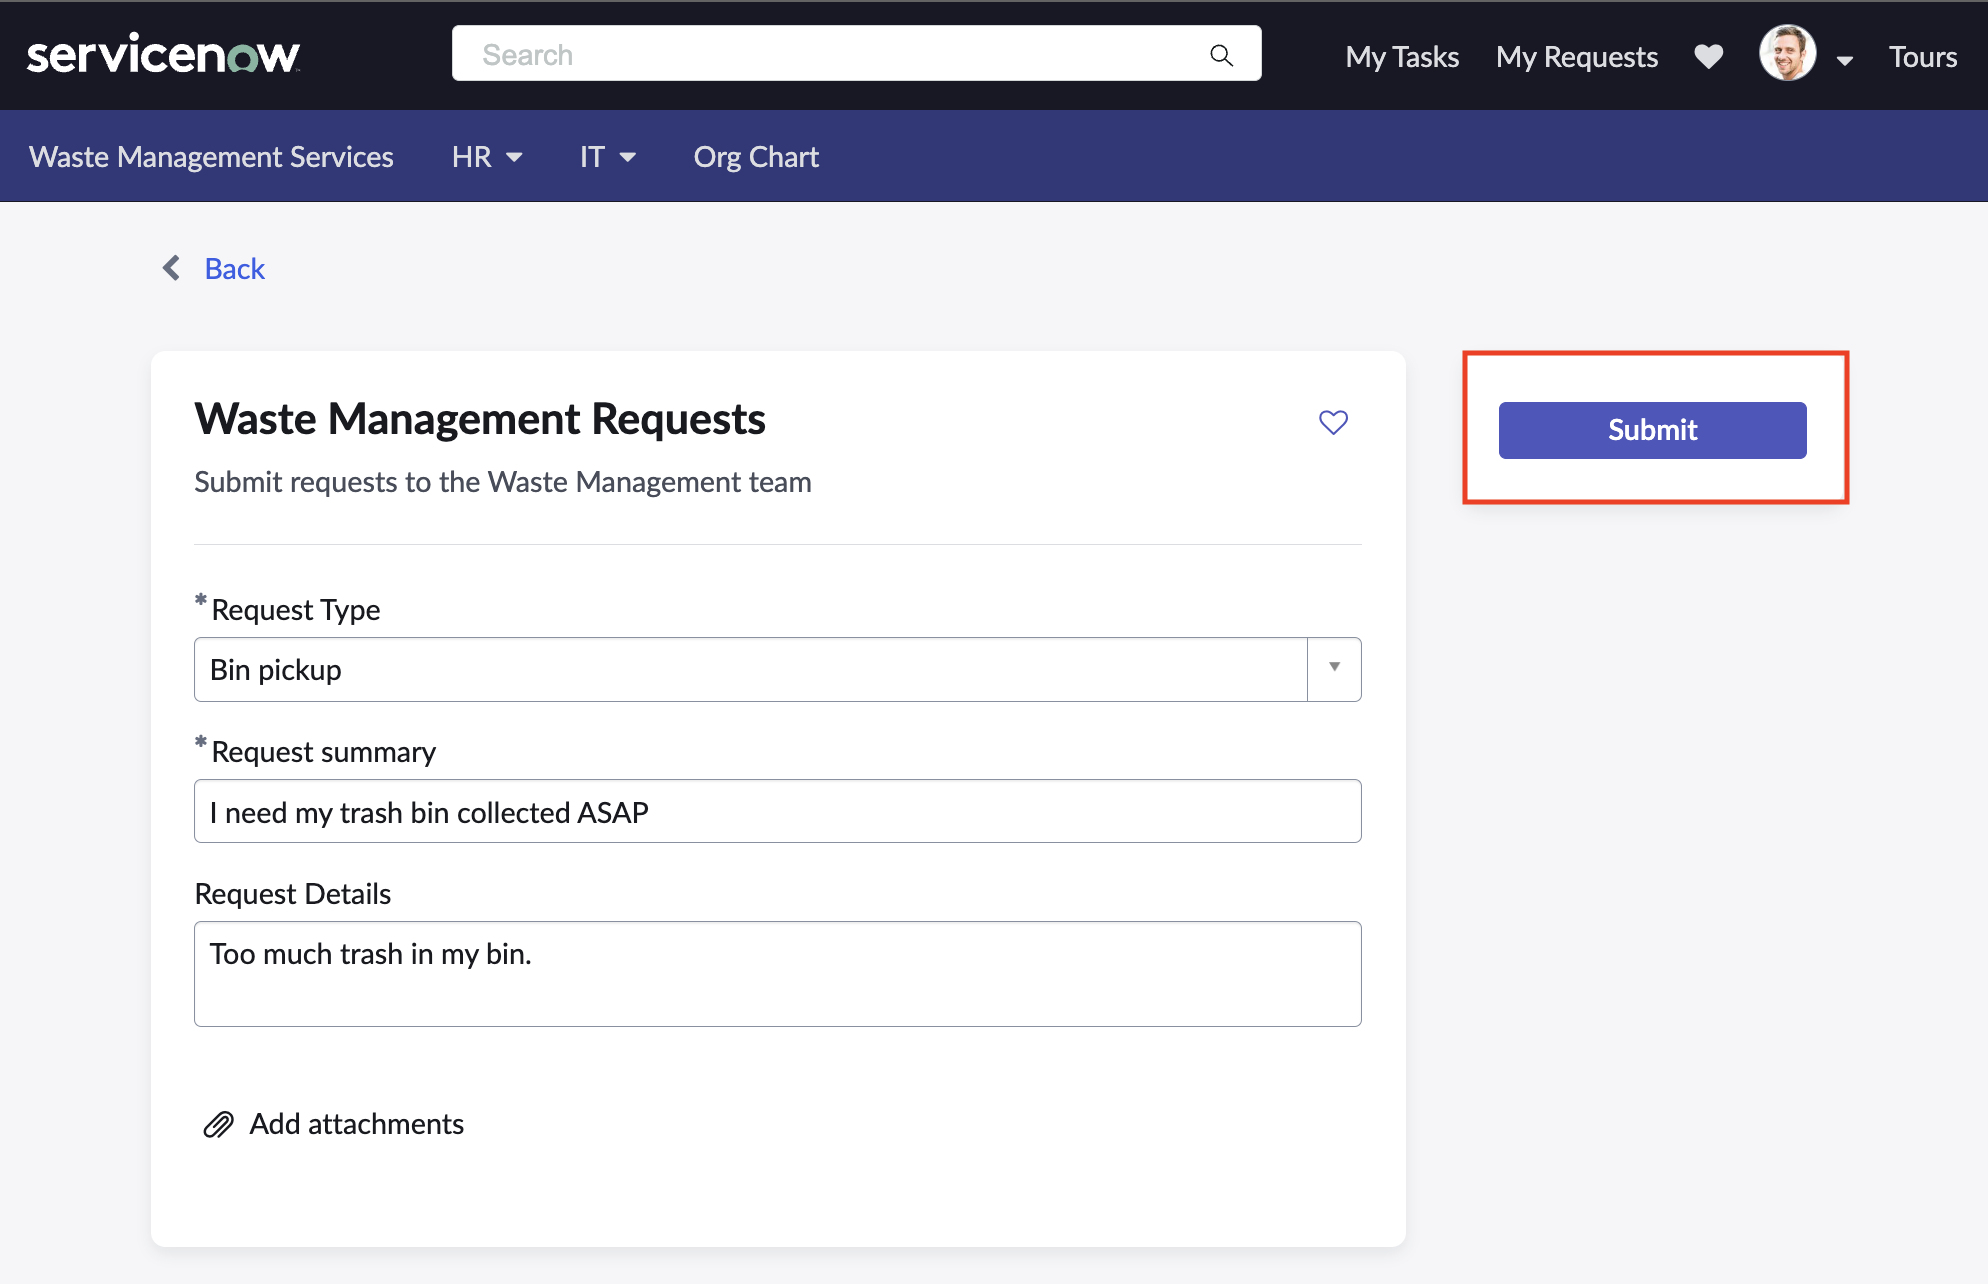 servicenow
Search
My Tasks
My Requests
Tours
Waste Management Services
HR
IT
Org Chart
Back
Waste Management Requests
Submit requests to the Waste Management team
Submit
* Request Type
Bin pickup
* Request summary
I need my trash bin collected ASAP
Request Details
Too much trash in my bin.
Add attachments